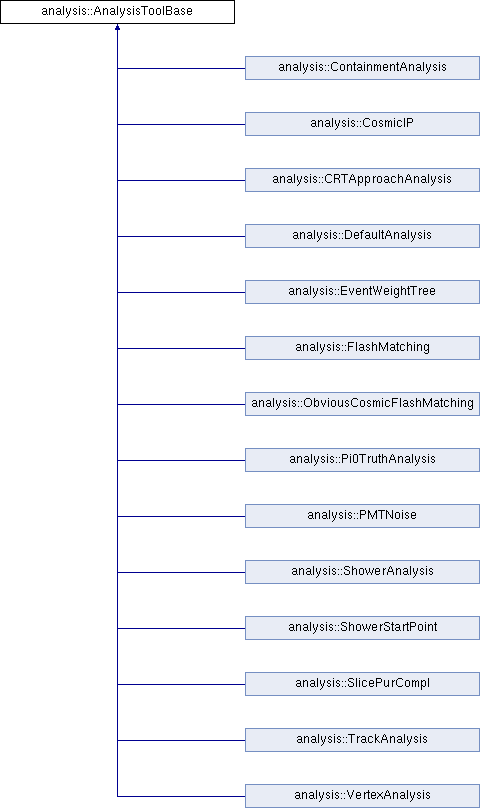 analysis::AnalysisToolBase
analysis::ContainmentAnalysis
analysis::CosmicIP
analysis::CRTApproachAnalysis
analysis::DefaultAnalysis
analysis::EventWeightTree
analysis::FlashMatching
analysis::ObviousCosmicFlashMatching
analysis::Pi0TruthAnalysis
analysis::PMTNoise
analysis::ShowerAnalysis
analysis::ShowerStartPoint
analysis::SlicePurCompl
analysis::TrackAnalysis
analysis::VertexAnalysis